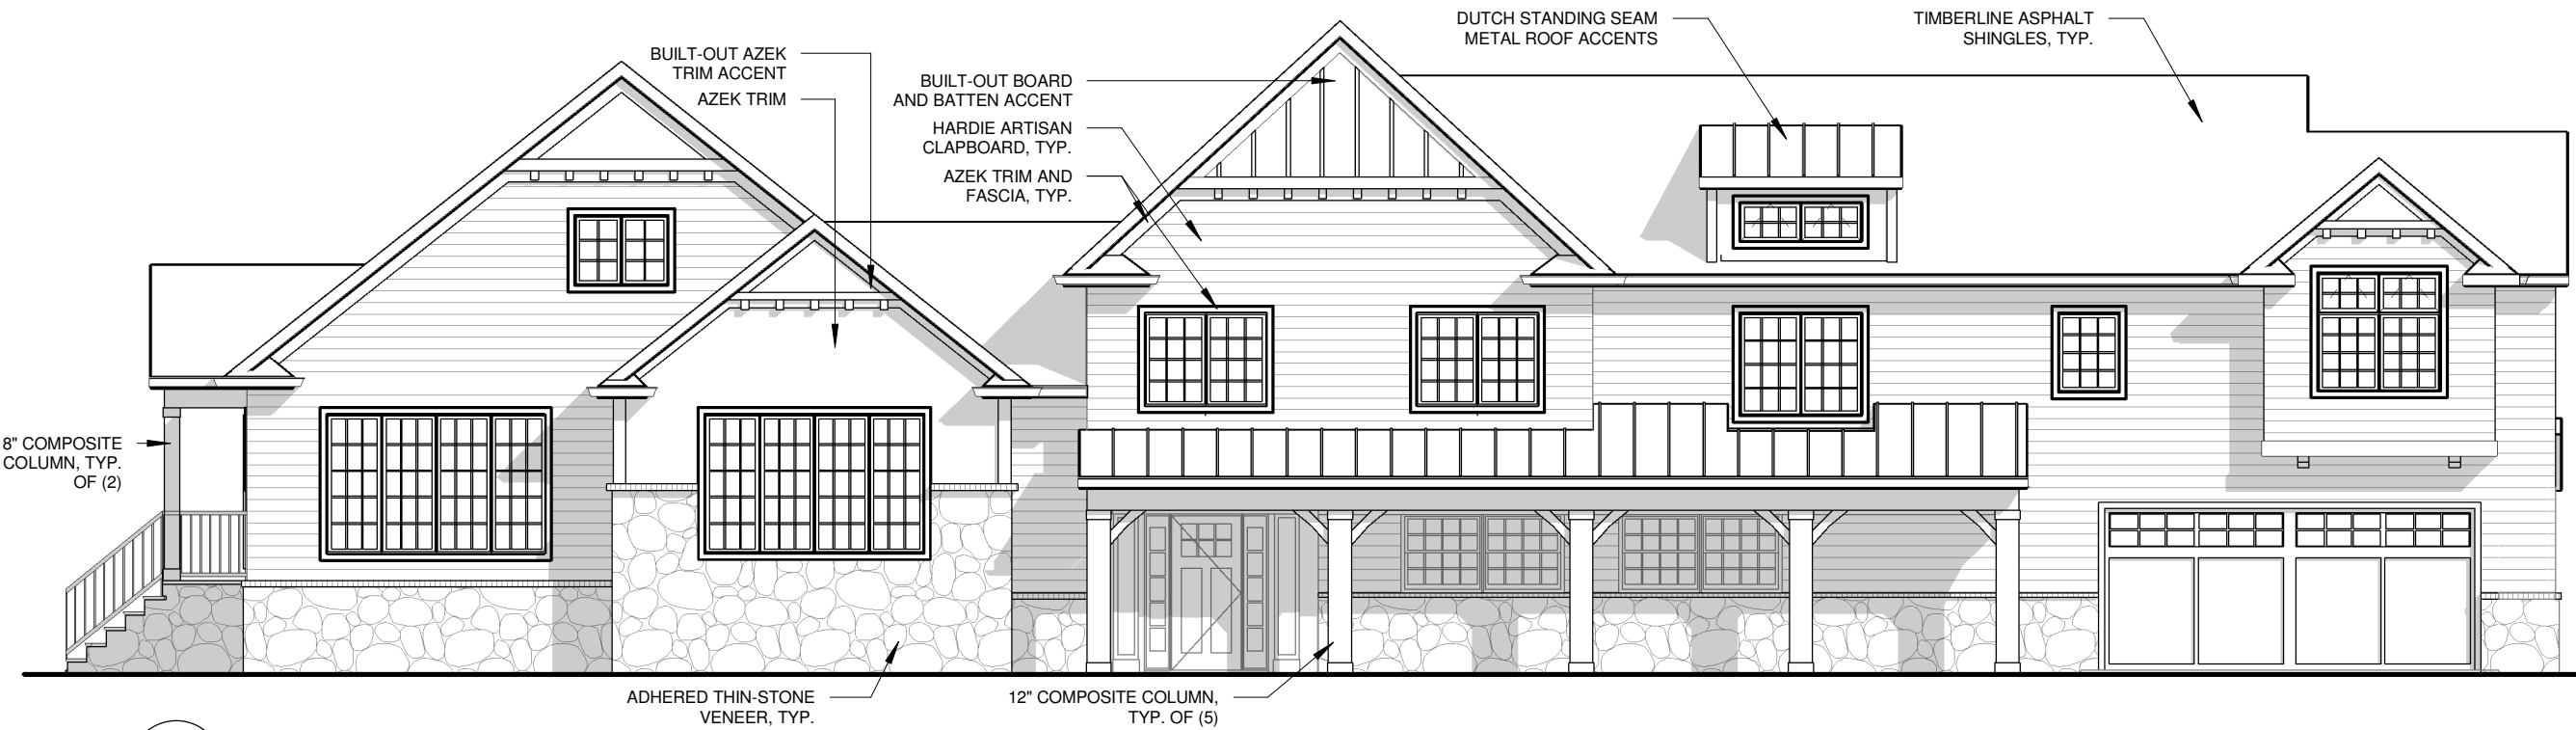 DUTCH STANDING SEAM
METAL ROOF ACCENTS
TIMBERLINE ASPHALT
SHINGLES, TYP.
BUILT-OUT AZEK
TRIM ACCENT
AZEK TRIM
BUILT-OUT BOARD
AND BATTEN ACCENT
HARDIE ARTISAN
CLAPBOARD, TYP.
AZEK TRIM AND
FASCIA, TYP.
8" COMPOSITE
COLUMN, TYP.
OF (2)
ADHERED THIN-STONE
VENEER, TYP.
12" COMPOSITE COLUMN,
TYP. OF (5)